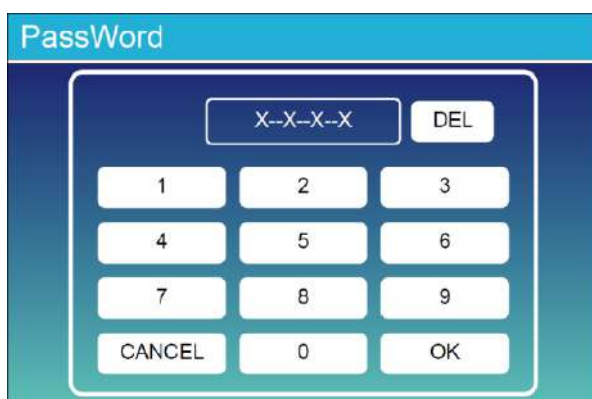 PassWord
X--X--X--X DEL
1 2 3
4 5 6
7 8 9
CANCEL 0 OK